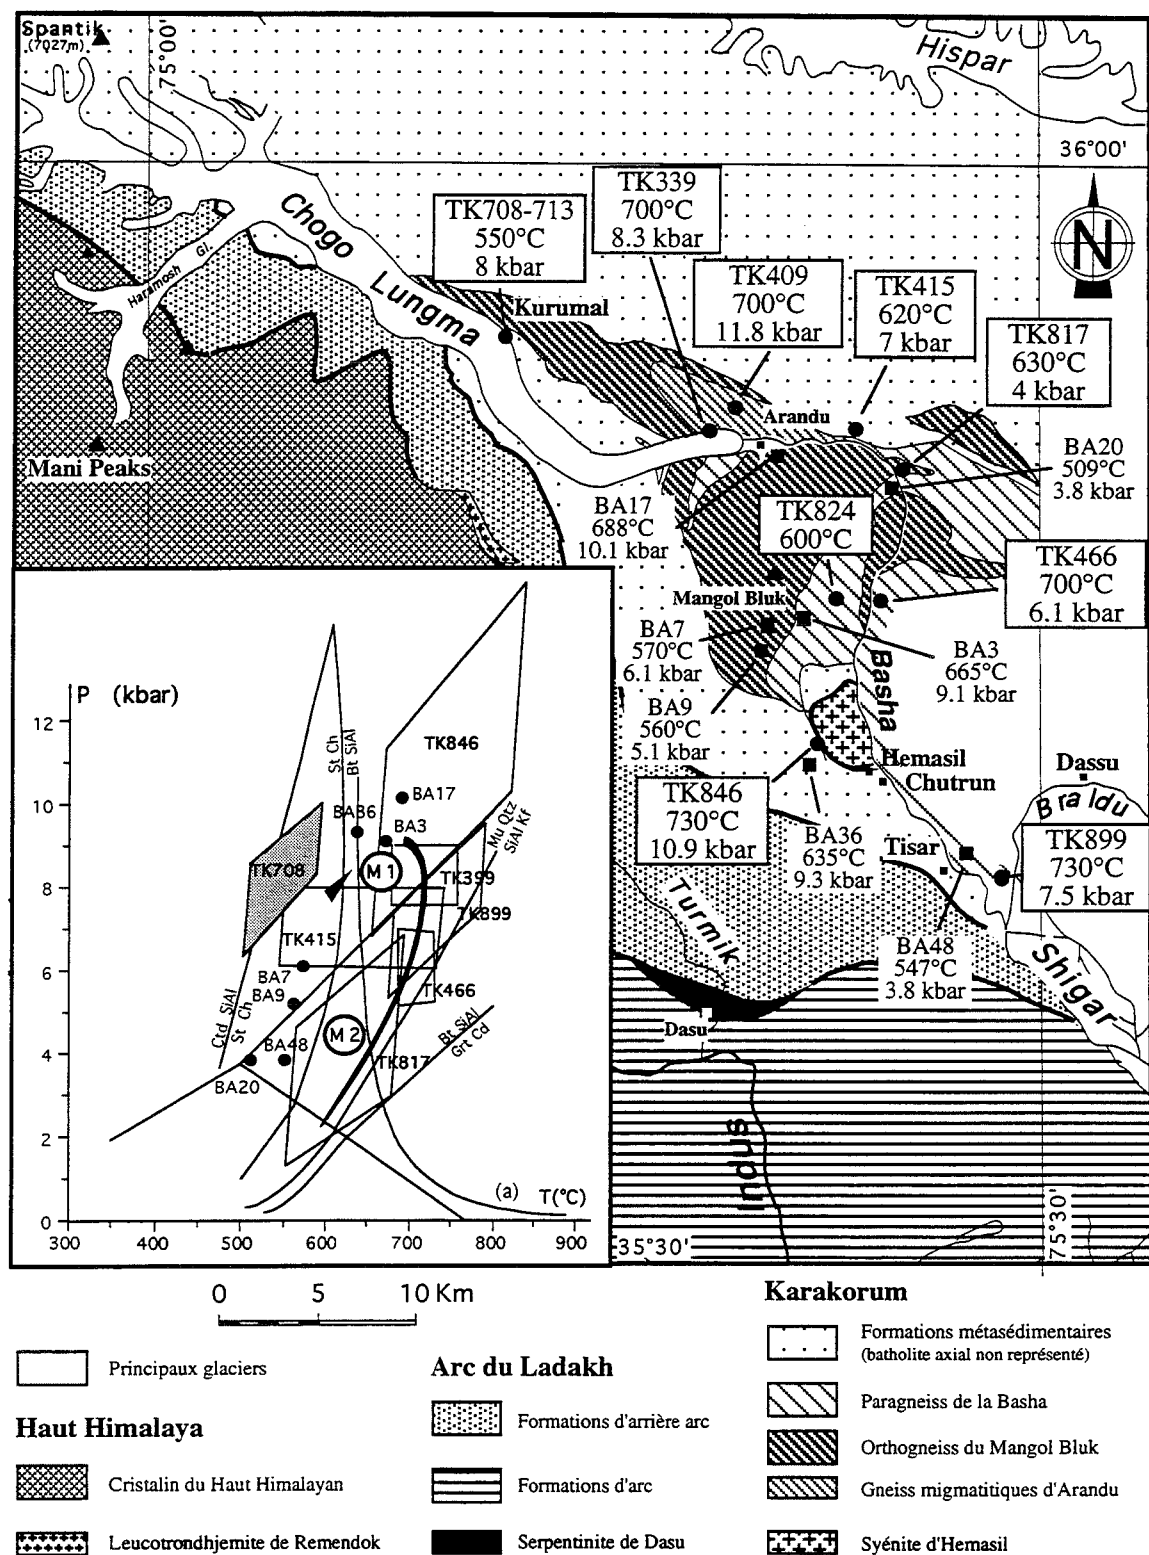 Spantik
(7027m)
75°00'
Hispar
36°00'
TK339
700°C
8.3 kbar
TK708-713
550°C
8 kbar
Chogo
Lungma
Haramosh Gl.
Kurumal
TK409
700°C
11.8 kbar
TK415
620°C
7 kbar
N
TK817
630°C
4 kbar
Arandu
Mani Peaks
BA17
688°C
10.1 kbar
TK824
600°C
BA20
509°C
3.8 kbar
TK466
700°C
6.1 kbar
Mangol Bluk
BA7
570°C
6.1 kbar
BA3
665°C
9.1 kbar
Basha
BA9
560°C
5.1 kbar
Hemasil
Chutrun
Dassu
Braldu
TK846
730°C
10.9 kbar
BA36
635°C
9.3 kbar
Tisar
TK899
730°C
7.5 kbar
Turmik
BA48
547°C
3.8 kbar
Shigar
Dasu
Indus
35°30'
75°30'
P (kbar)
12
10
8
6
4
2
0
St Ch
Bt SiAl
TK846
BA17
BA36
BA3
Mu Qtz
SiAl Kf
TK708
M 1
TK399
TK899
TK415
BA7
BA9
TK466
Ctd SiAl
St Ch
BA48
M 2
Bt SiAl
Grt Cd
TK817
BA20
(a)
T(°C)
300 400 500 600 700 800 900
0 5 10 Km
Principaux glaciers
Haut Himalaya
Cristalin du Haut Himalayan
Leucotrondhjemite de Remendok
Arc du Ladakh
Formations d'arrière arc
Formations d'arc
Serpentinite de Dasu
Karakorum
Formations métasédimentaires
(batholite axial non représenté)
Paragneiss de la Basha
Orthogneiss du Mangol Bluk
Gneiss migmatitiques d'Arandu
Syénite d'Hemasil